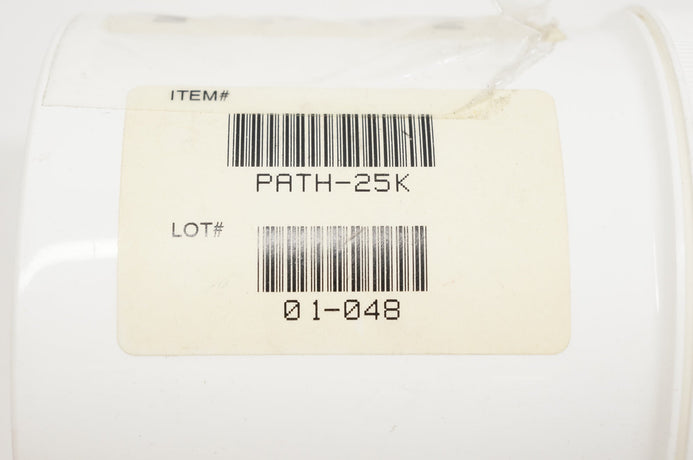 ITEM#
PATH-25K
LOT#
01-048